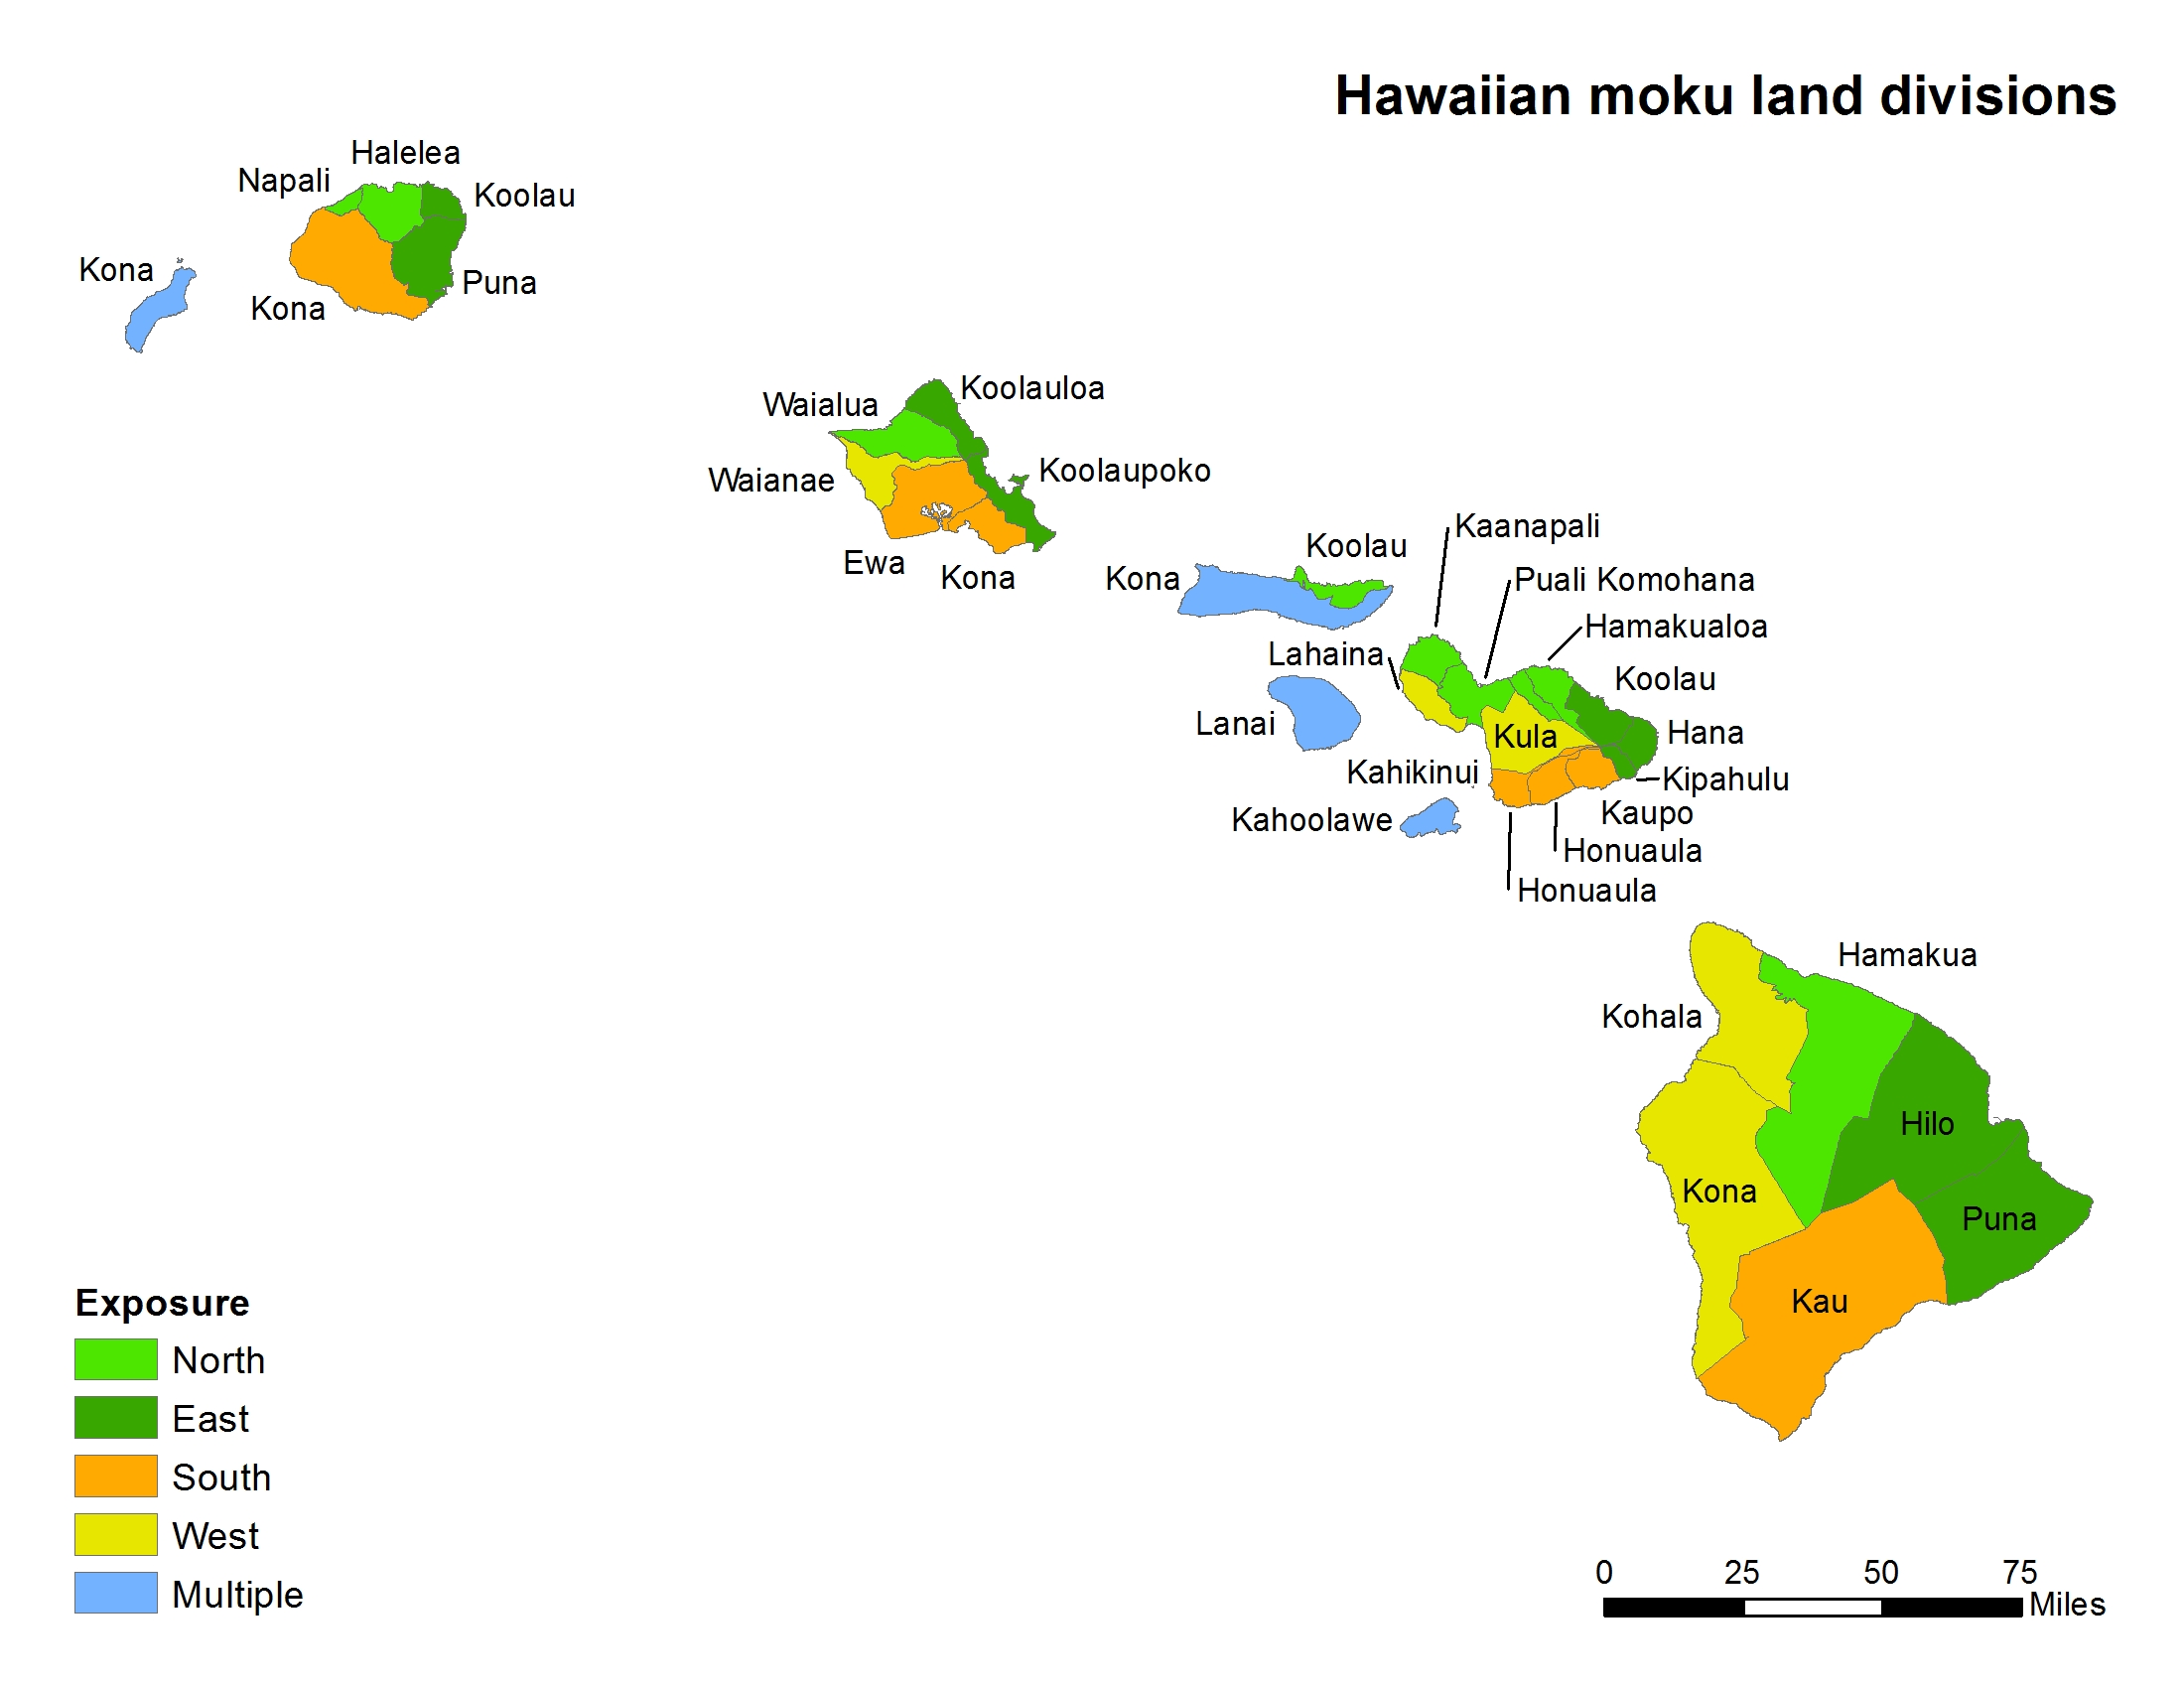 Hawaiian moku land divisions
Halelea
Napali
Koolau
Kona
Puna
Kona
Koolauloa
Waialua
Koolaupoko
Waianae
Ewa
Kona
Kaanapali
Koolau
Kona
Puali Komohana
Hamakualoa
Lahaina
Koolau
Lanai
Kula
Hana
Kahikinui
Kipahulu
Kahoolawe
Kaupo
Honuaula
Honuaula
Hamakua
Kohala
Hilo
Kona
Puna
Kau
Exposure
North
East
South
West
Multiple
0 25 50 75
Miles